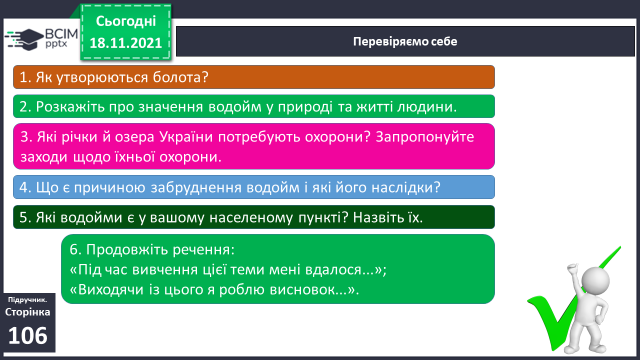 ВСІМ
pptx
Сьогодні
18.11.2021
Перевіряємо себе
1. Як утворюються болота?
2. Розкажіть про значення водойм у природі та житті людини.
3. Які річки й озера України потребують охорони? Запропонуйте
заходи щодо їхньої охорони.
4. Що є причиною забруднення водойм і які його наслідки?
5. Які водойми є у вашому населеному пункті? Назвіть їх.
6. Продовжіть речення:
«Під час вивчення цієї теми мені вдалося...»;
«Виходячи із цього я роблю висновок...».
Підручник.
Сторінка
106